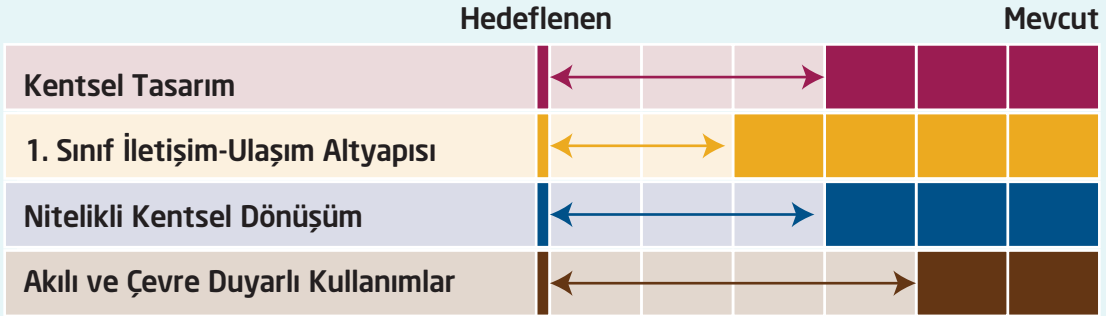 Hedeflenen Mevcut
Kentsel Tasarım
1. Sınıf İletişim-Ulaşım Altyapısı
Nitelikli Kentsel Dönüşüm
Akılı ve Çevre Duyarlı Kullanımlar